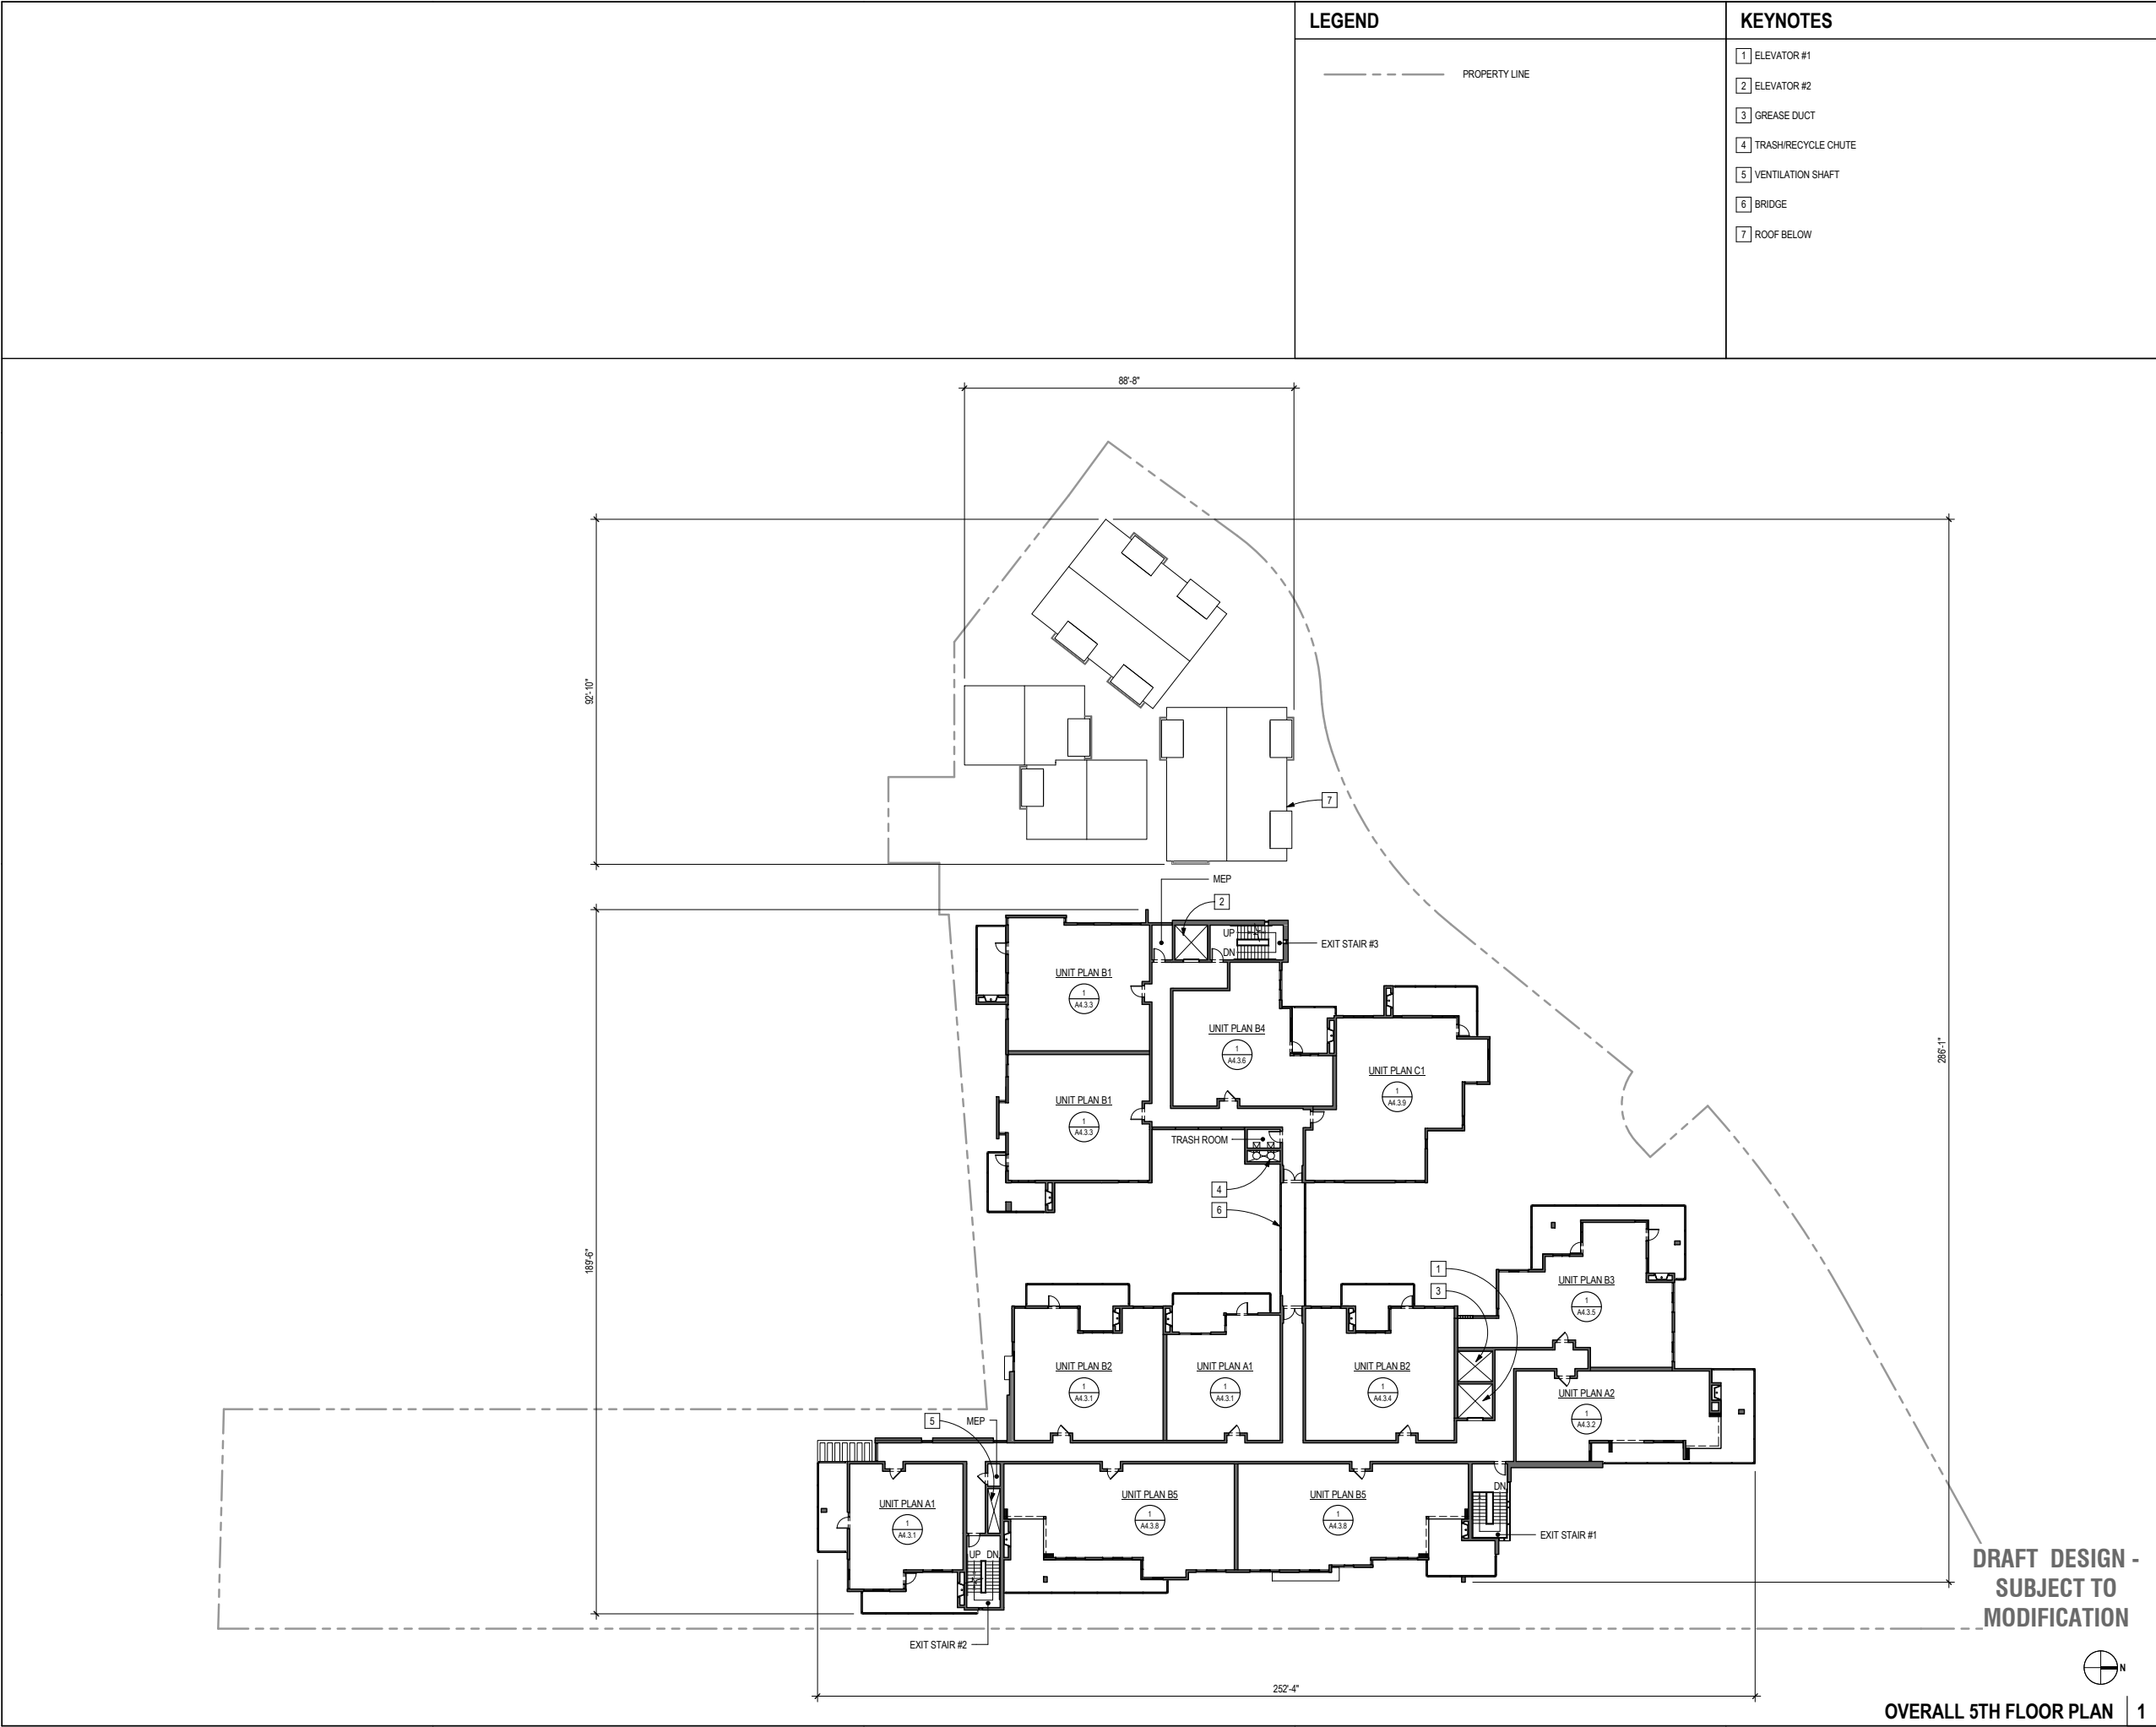 LEGEND
PROPERTY LINE
KEYNOTES
1 ELEVATOR #1
2 ELEVATOR #2
3 GREASE DUCT
4 TRASH/RECYCLE CHUTE
5 VENTILATION SHAFT
6 BRIDGE
7 ROOF BELOW
88'-8"
92'-10"
286'-1"
189'-6"
7
MEP
2
UP
DN
EXIT STAIR #3
UNIT PLAN B1
1
A4.3.3
UNIT PLAN B4
1
A4.3.6
UNIT PLAN C1
1
A4.3.9
UNIT PLAN B1
1
A4.3.3
TRASH ROOM
4
6
1
3
UNIT PLAN B3
1
A4.3.5
UNIT PLAN B2
1
A4.3.1
UNIT PLAN A1
1
A4.3.1
UNIT PLAN B2
1
A4.3.4
UNIT PLAN A2
1
A4.3.2
5
MEP
UNIT PLAN A1
1
A4.3.1
UNIT PLAN B5
1
A4.3.8
UNIT PLAN B5
1
A4.3.8
DN
EXIT STAIR #1
UP DN
EXIT STAIR #2
252'-4"
DRAFT DESIGN -
SUBJECT TO
MODIFICATION
N
OVERALL 5TH FLOOR PLAN 1